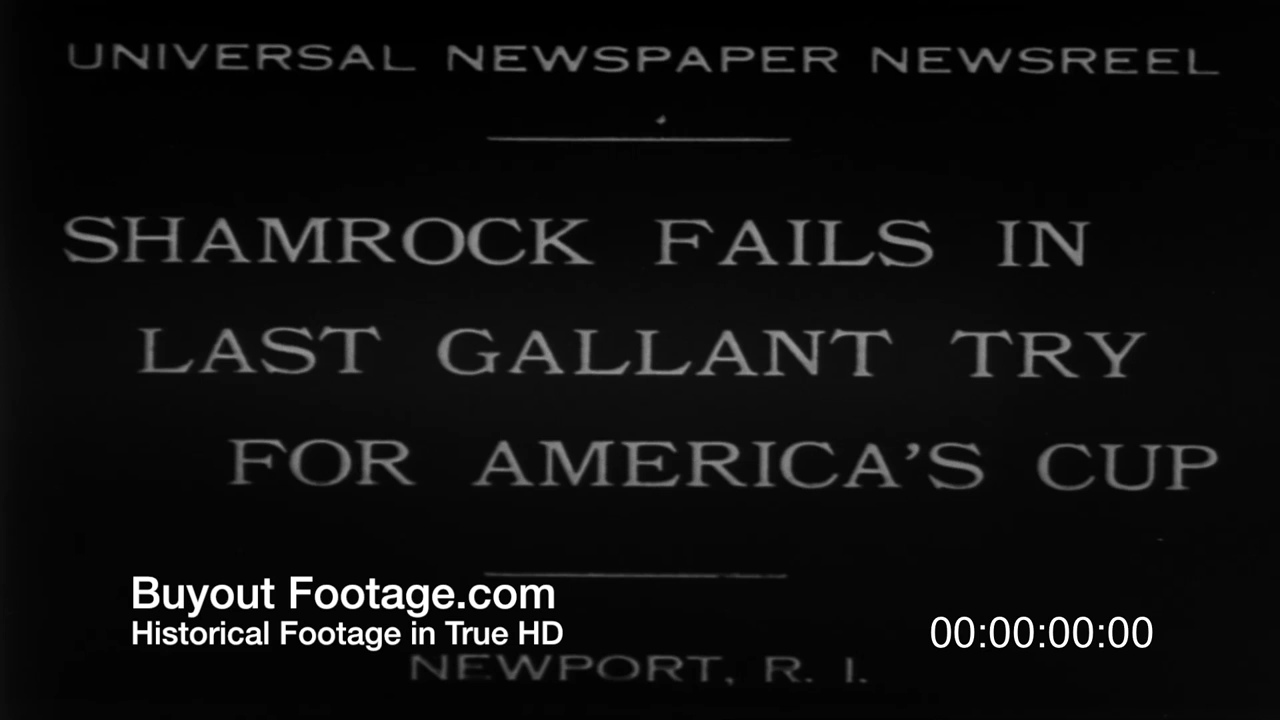 UNIVERSAL NEWSPAPER NEWSREEL
SHAMROCK FAILS IN
LAST GALLANT TRY
FOR AMERICA'S CUP
Buyout Footage.com
Historical Footage in True HD
00:00:00:00
NEWPORT, R. I.